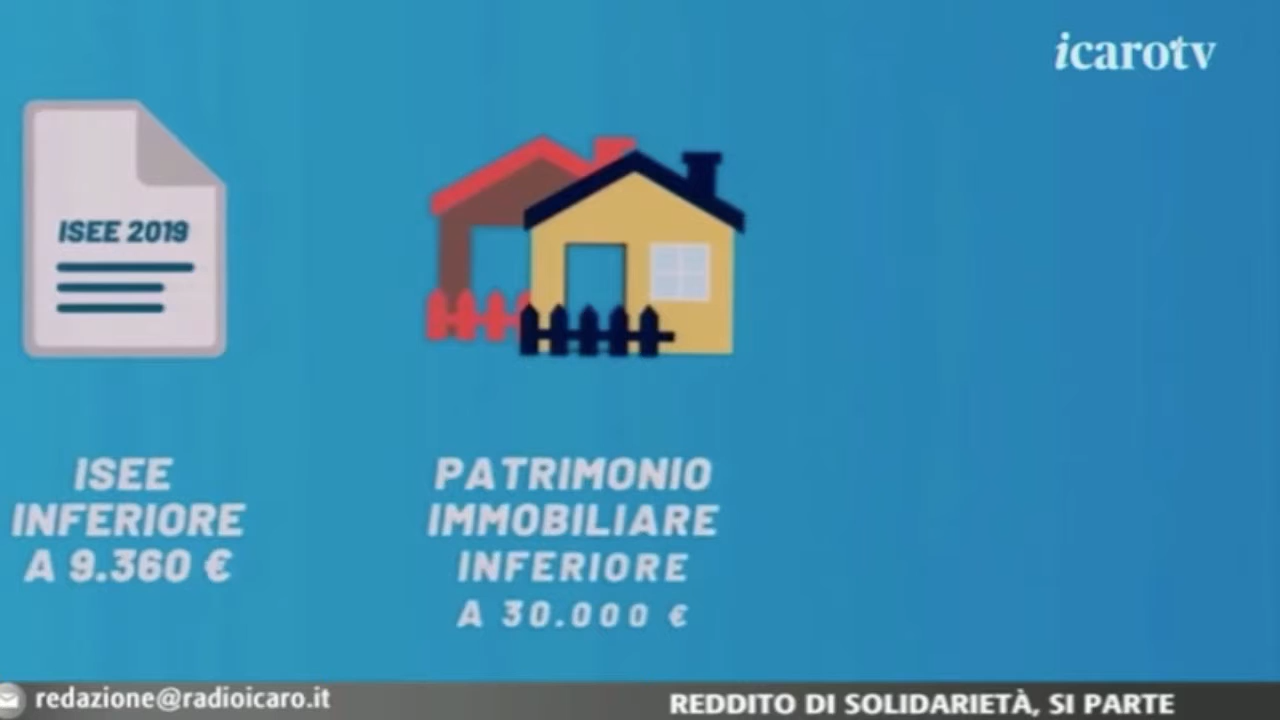 icarotv
ISEE 2019
ISEE
INFERIORE
A 9.360 €
PATRIMONIO
IMMOBILIARE
INFERIORE
A 30.000 €
redazione@radioicaro.it
REDDITO DI SOLIDARIETÀ, SI PARTE